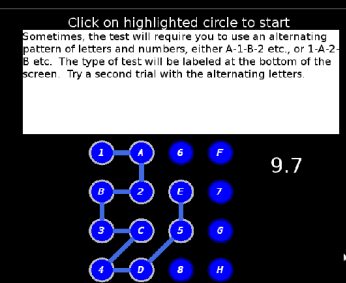 Click on highlighted circle to start
Sometimes, the test will require you to use an alternating
pattern of letters and numbers, either A-1-B-2 etc., or 1-A-2-
B etc.  The type of test will be labeled at the bottom of the
screen.  Try a second trial with the alternating letters.
1 A 6 F
9.7
B 2 E 7
3 C 5 G
4 D 8 H